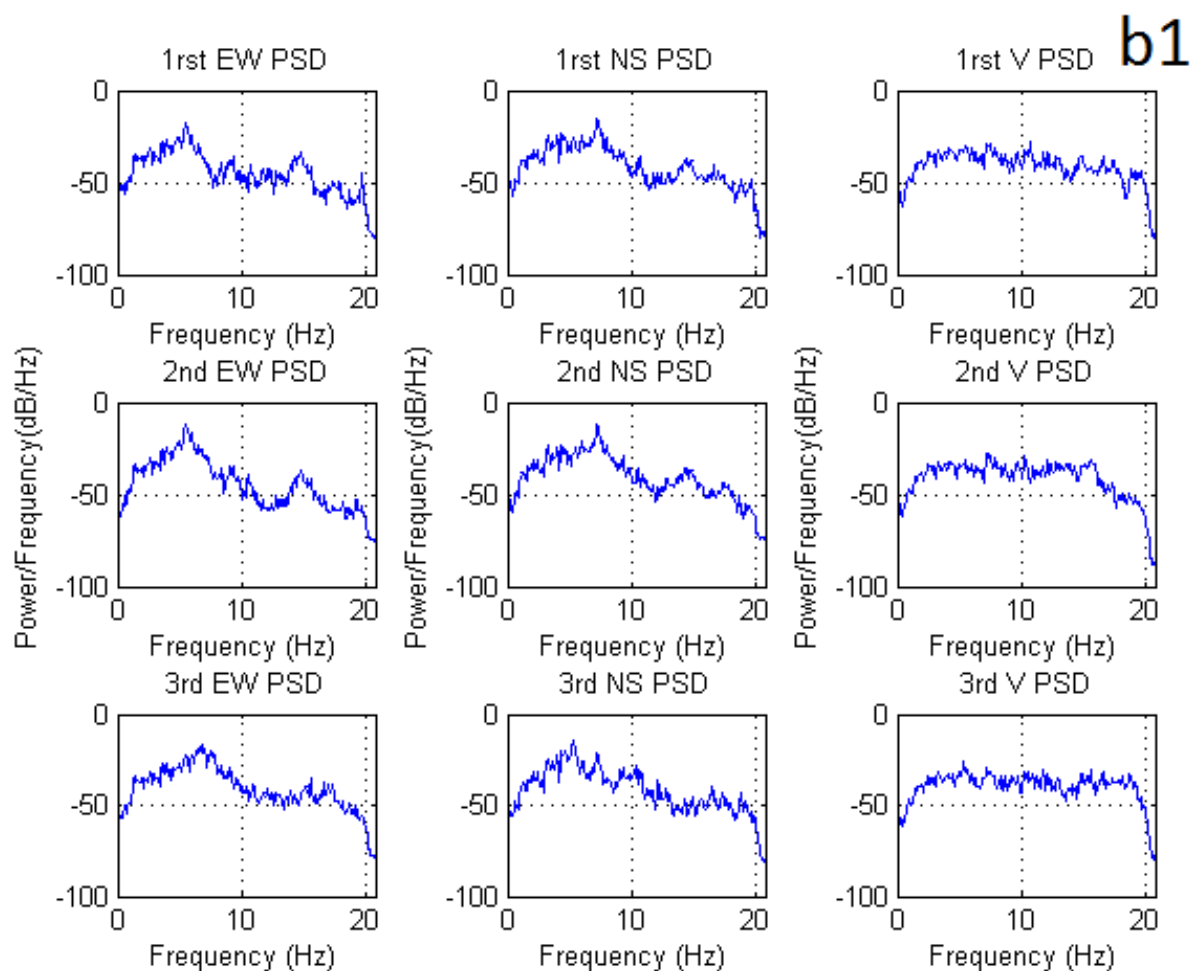 b1
1rst EW PSD
1rst NS PSD
1rst V PSD
0
-50
-100
0 10 20
Frequency (Hz)
0
-50
-100
0 10 20
Frequency (Hz)
0
-50
-100
0 10 20
Frequency (Hz)
Power/Frequency(dB/Hz)
2nd EW PSD
0
-50
-100
0 10 20
Frequency (Hz)
Power/Frequency(dB/Hz)
2nd NS PSD
0
-50
-100
0 10 20
Frequency (Hz)
Power/Frequency(dB/Hz)
2nd V PSD
0
-50
-100
0 10 20
Frequency (Hz)
3rd EW PSD
0
-50
-100
0 10 20
Frequency (Hz)
3rd NS PSD
0
-50
-100
0 10 20
Frequency (Hz)
3rd V PSD
0
-50
-100
0 10 20
Frequency (Hz)